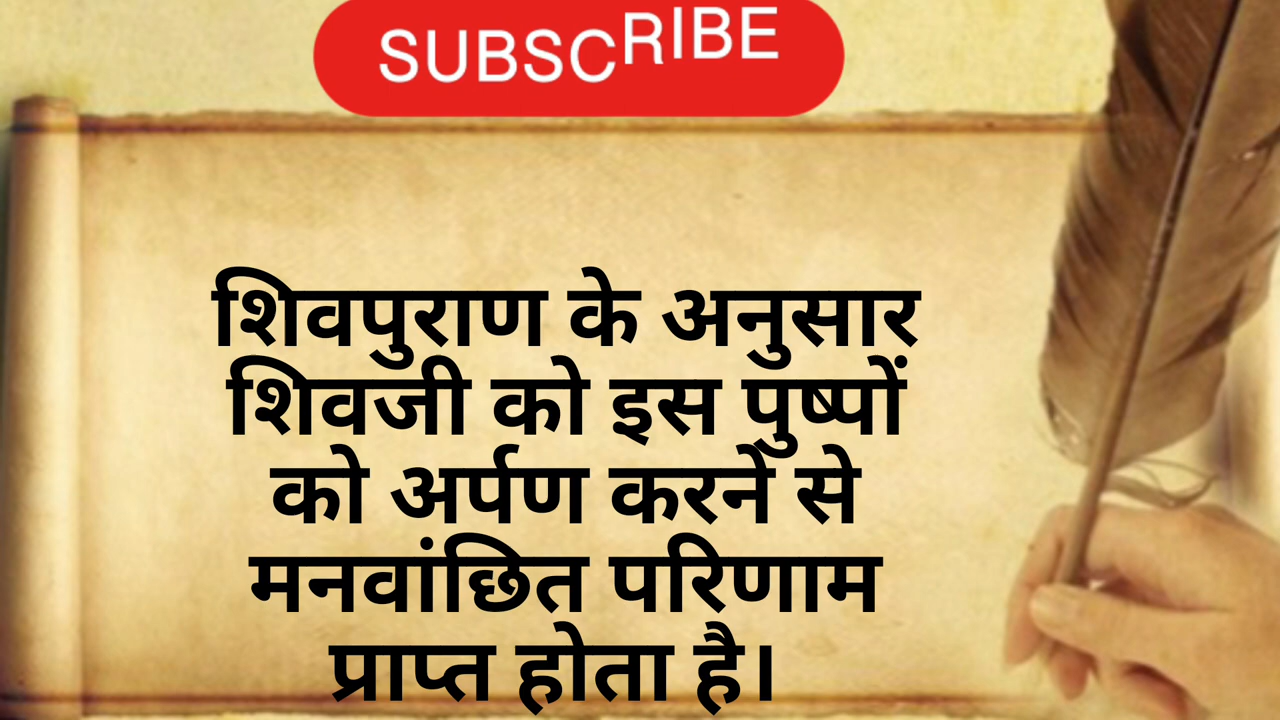 SUBSCRIBE
शिवपुराण के अनुसार
शिवजी को इस पुष्पों
को अर्पण करने से
मनवांछित परिणाम
प्राप्त होता है।